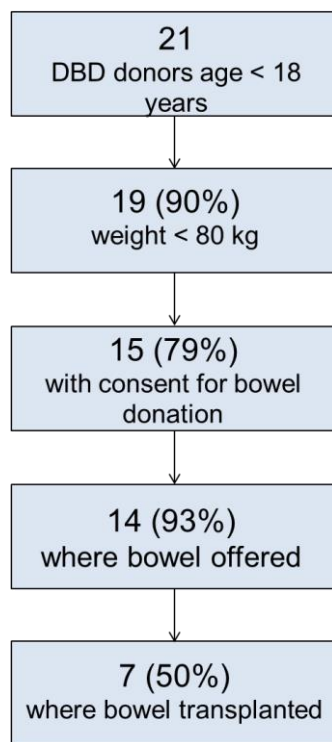 21
DBD donors age < 18
years
19 (90%)
weight < 80 kg
15 (79%)
with consent for bowel
donation
14 (93%)
where bowel offered
7 (50%)
where bowel transplanted